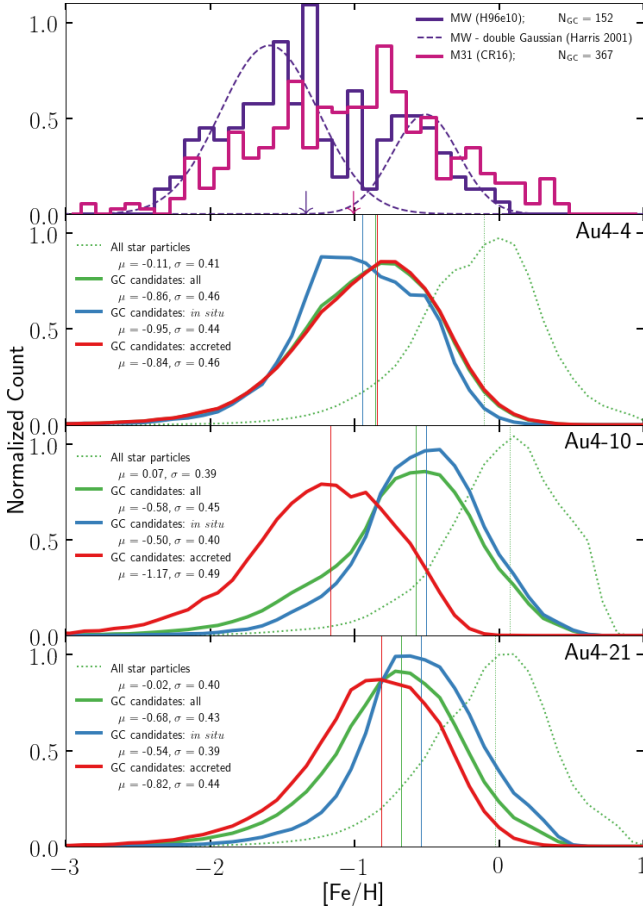 MW (H96e10); N_GC = 152
MW - double Gaussian (Harris 2001)
M31 (CR16); N_GC = 367
1.0
0.5
0.0
Au4-4
All star particles
μ = -0.11, σ = 0.41
GC candidates: all
μ = -0.86, σ = 0.46
GC candidates: in situ
μ = -0.95, σ = 0.44
GC candidates: accreted
μ = -0.84, σ = 0.46
1.0
0.5
0.0
Au4-10
All star particles
μ = 0.07, σ = 0.39
GC candidates: all
μ = -0.58, σ = 0.45
GC candidates: in situ
μ = -0.50, σ = 0.40
GC candidates: accreted
μ = -1.17, σ = 0.49
1.0
0.5
0.0
Au4-21
All star particles
μ = -0.02, σ = 0.40
GC candidates: all
μ = -0.68, σ = 0.43
GC candidates: in situ
μ = -0.54, σ = 0.39
GC candidates: accreted
μ = -0.82, σ = 0.44
1.0
0.5
0.0
Normalized Count
−3 −2 −1 0 1
[Fe/H]